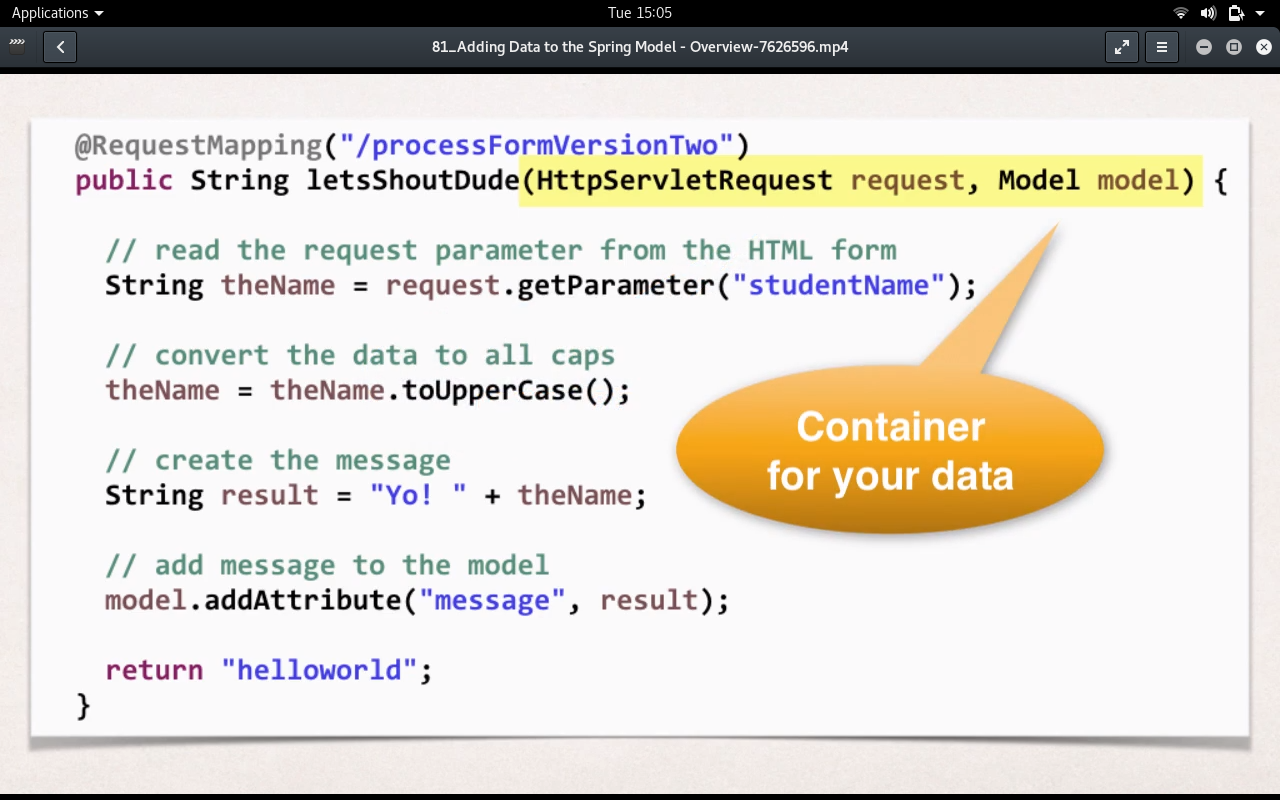 Applications
Tue 15:05
81_Adding Data to the Spring Model - Overview-7626596.mp4
@RequestMapping("/processFormVersionTwo")
public String letsShoutDude(HttpServletRequest request, Model model) {
// read the request parameter from the HTML form
String theName = request.getParameter("studentName");
// convert the data to all caps
theName = theName.toUpperCase();
Container
for your data
// create the message
String result = "Yo! " + theName;
// add message to the model
model.addAttribute("message", result);
return "helloworld";
}